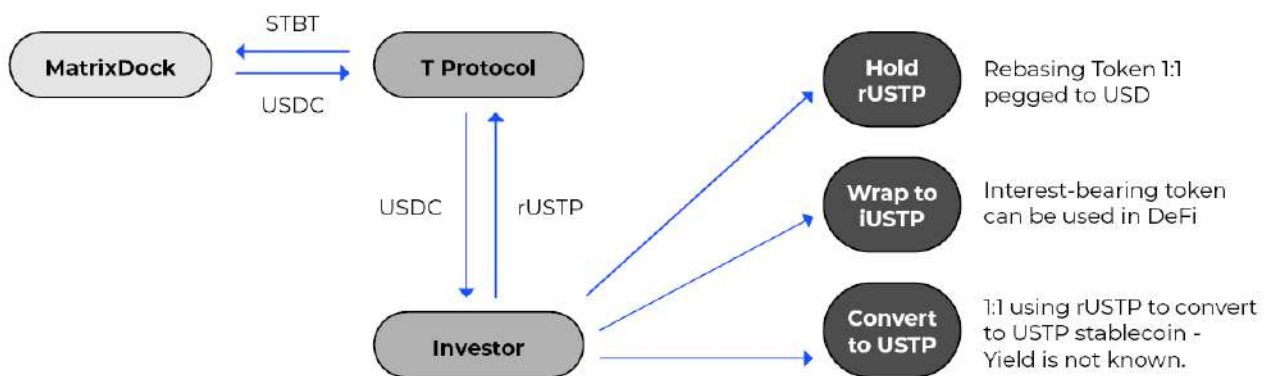 STBT
MatrixDock
T Protocol
USDC
USDC
rUSTP
Investor
Hold
rUSTP
Rebasing Token 1:1
pegged to USD
Wrap to
iUSTP
Interest-bearing token
can be used in DeFi
Convert
to USTP
1:1 using rUSTP to convert
to USTP stablecoin -
Yield is not known.